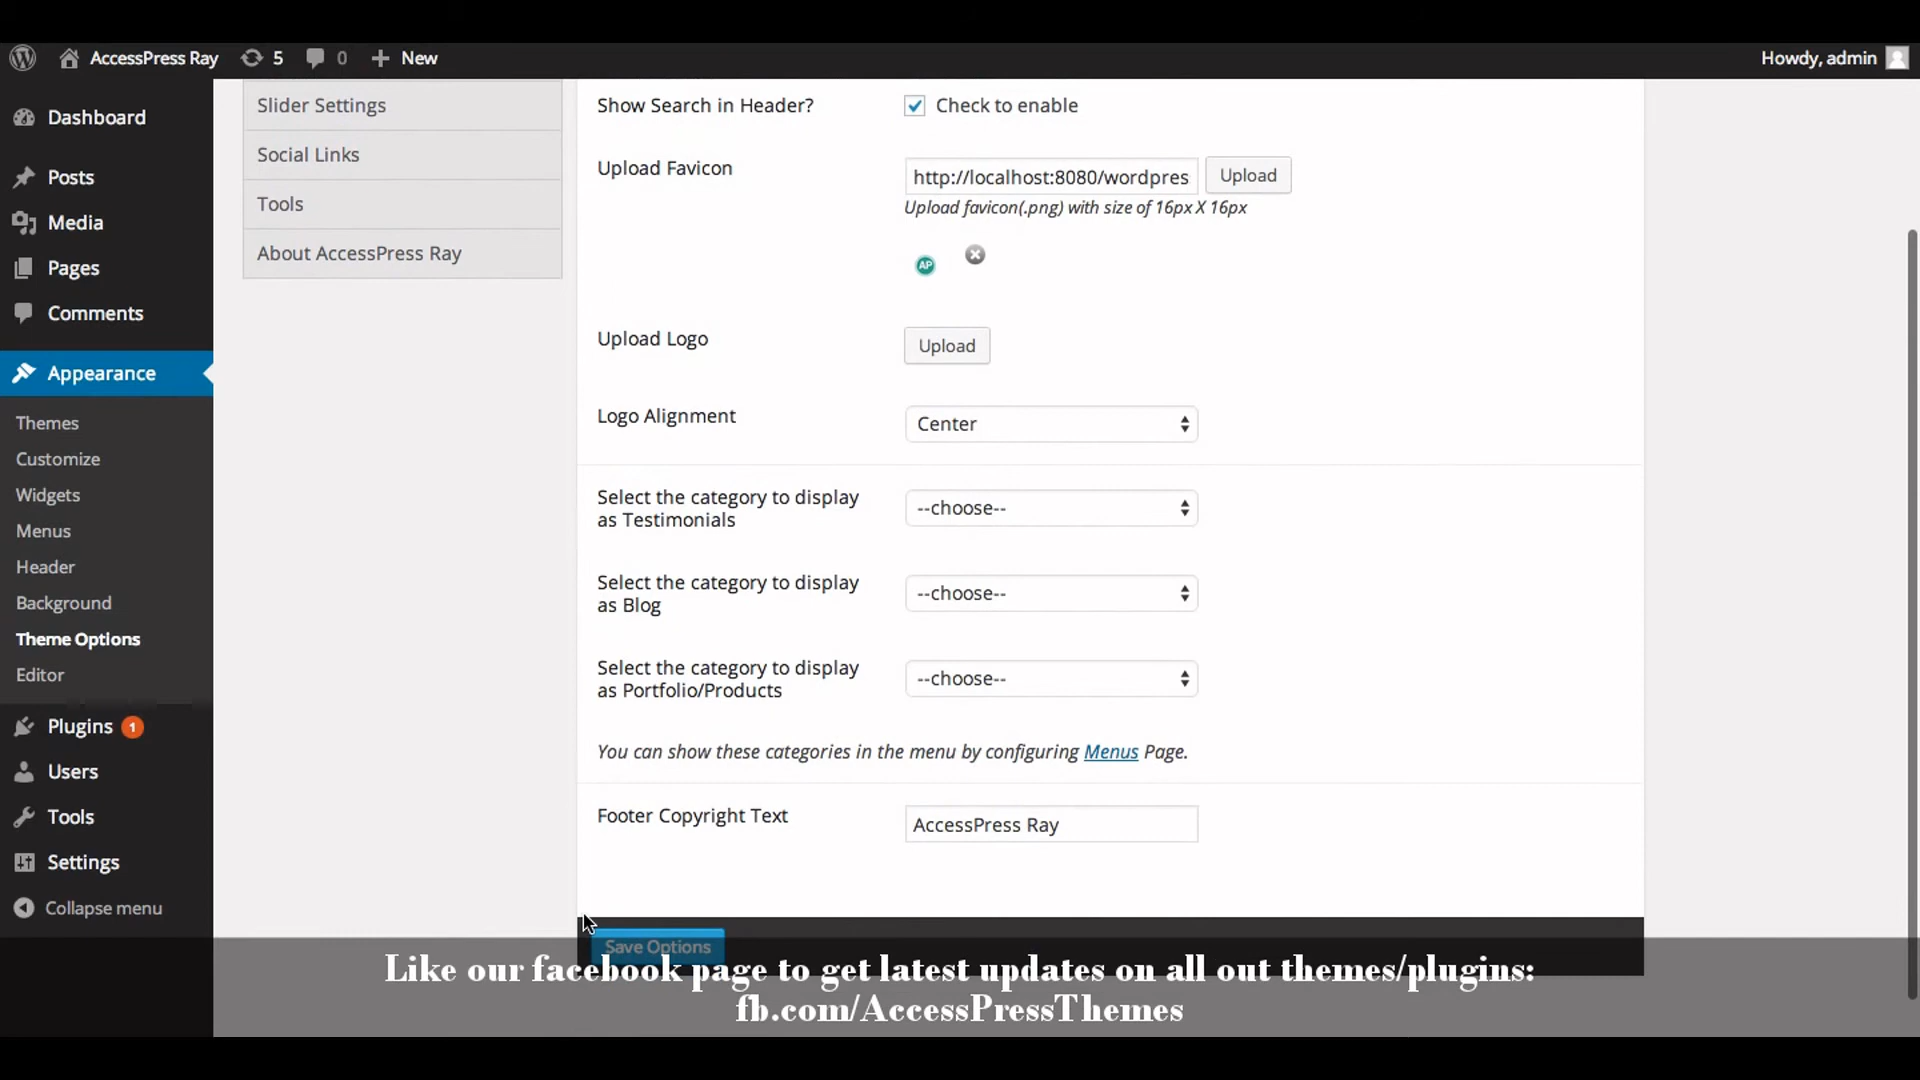 AccessPress Ray 5 0 New Howdy, admin
Dashboard
Posts
Media
Pages
Comments
Appearance
Themes
Customize
Widgets
Menus
Header
Background
Theme Options
Editor
Plugins 1
Users
Tools
Settings
Collapse menu
Slider Settings
Social Links
Tools
About AccessPress Ray
Show Search in Header? Check to enable
Upload Favicon http://localhost:8080/wordpres Upload
Upload favicon(.png) with size of 16px X 16px
AP
Upload Logo Upload
Logo Alignment Center
Select the category to display
as Testimonials
--choose--
Select the category to display
as Blog
--choose--
Select the category to display
as Portfolio/Products
--choose--
You can show these categories in the menu by configuring Menus Page.
Footer Copyright Text AccessPress Ray
Save Options
Like our facebook page to get latest updates on all out themes/plugins:
fb.com/AccessPressThemes